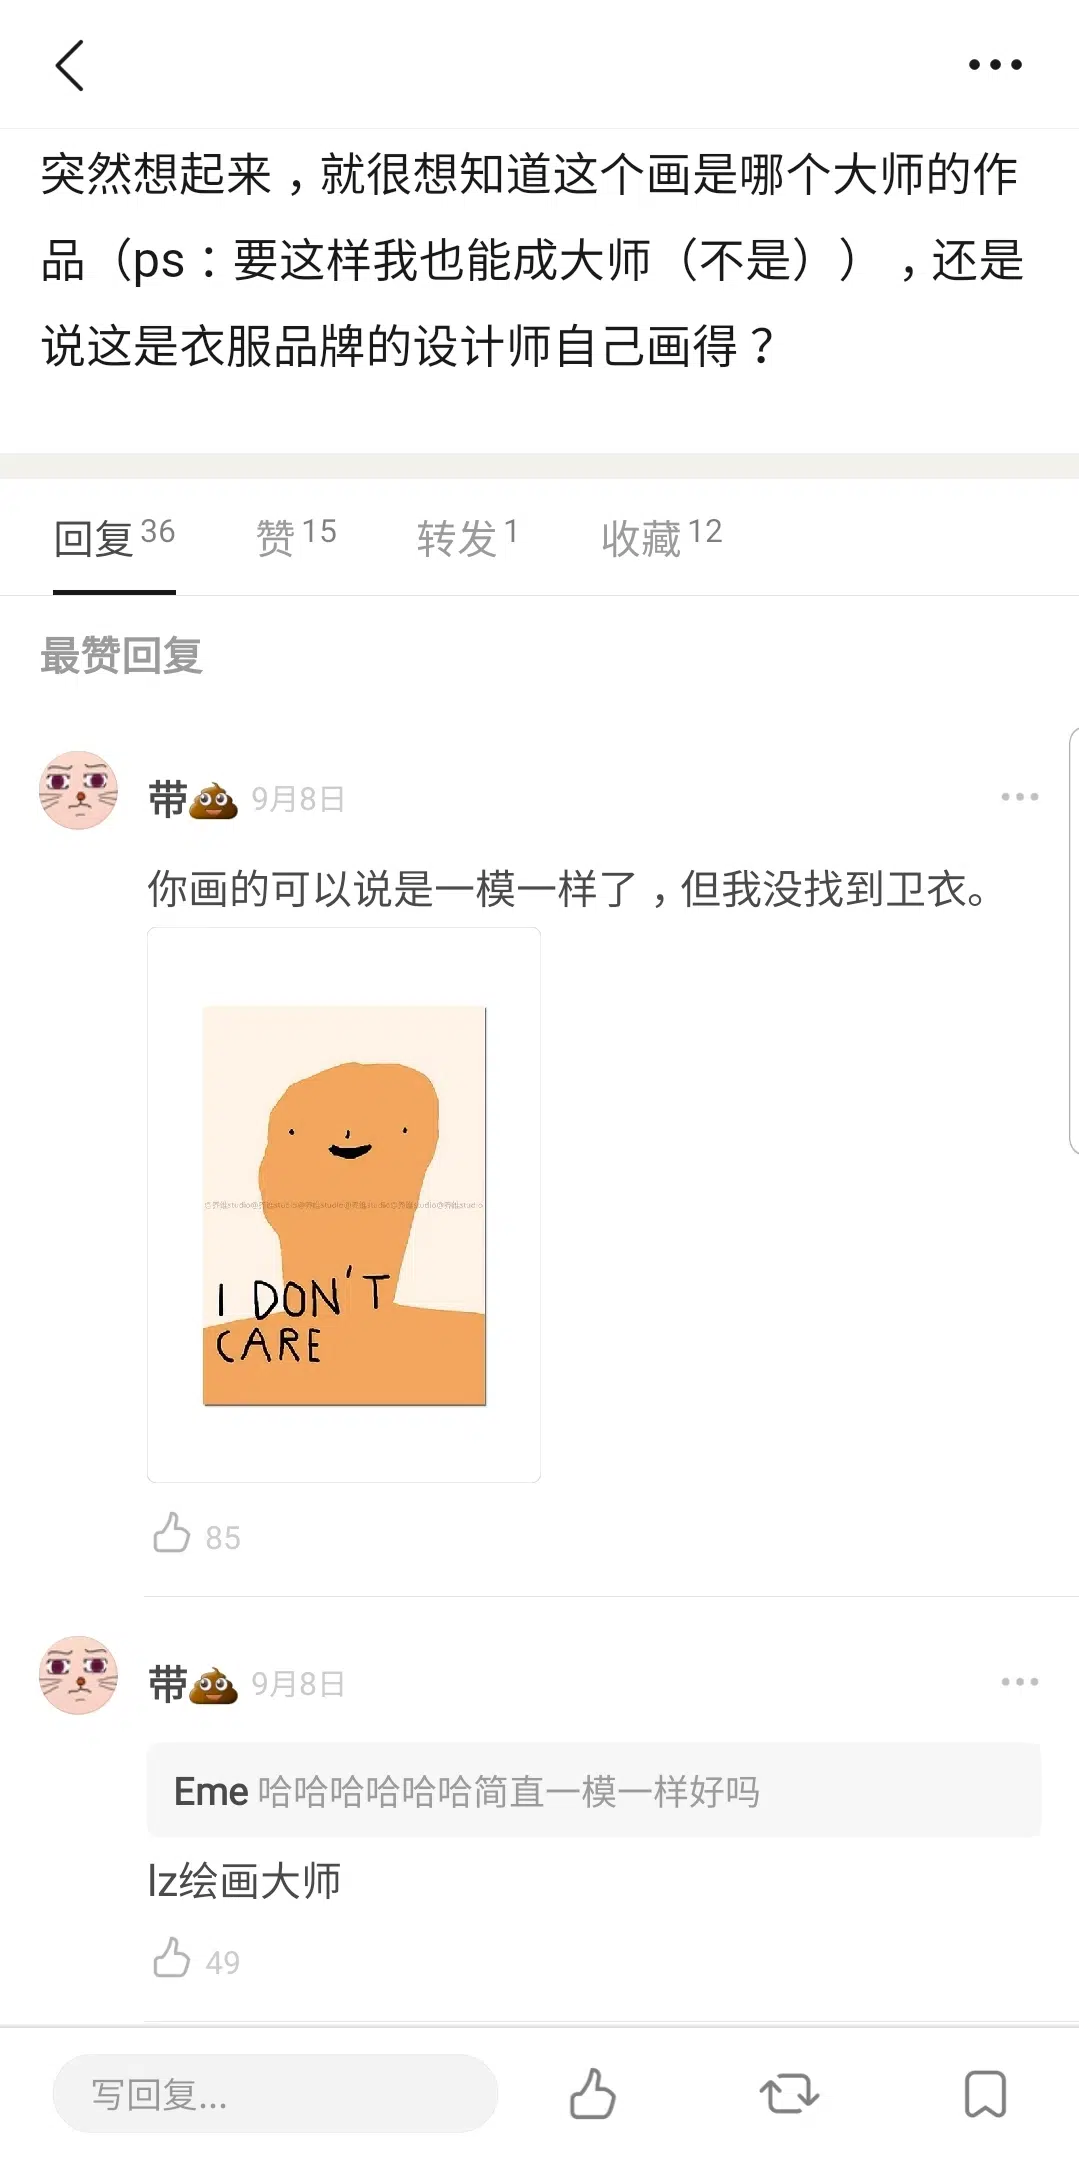 突然想起来，就很想知道这个画是哪个大师的作
品（ps：要这样我也能成大师（不是）），还是
说这是衣服品牌的设计师自己画得？
回复 36 赞 15 转发 1 收藏 12
最赞回复
带💩 9月8日
你画的可以说是一模一样了，但我没找到卫衣。
I DON'T
CARE
85
带💩 9月8日
Eme 哈哈哈哈哈哈简直一模一样好吗
lz绘画大师
49
写回复...